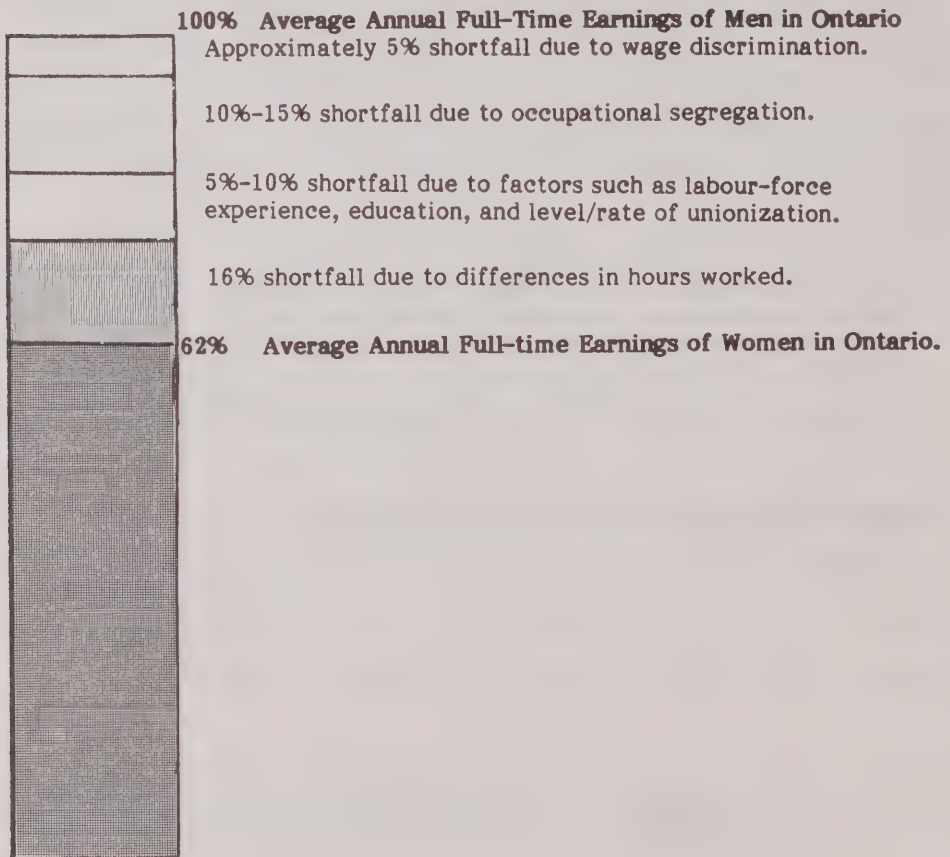 100% Average Annual Full-Time Earnings of Men in Ontario
Approximately 5% shortfall due to wage discrimination.
10%-15% shortfall due to occupational segregation.
5%-10% shortfall due to factors such as labour-force
experience, education, and level/rate of unionization.
16% shortfall due to differences in hours worked.
62% Average Annual Full-time Earnings of Women in Ontario.